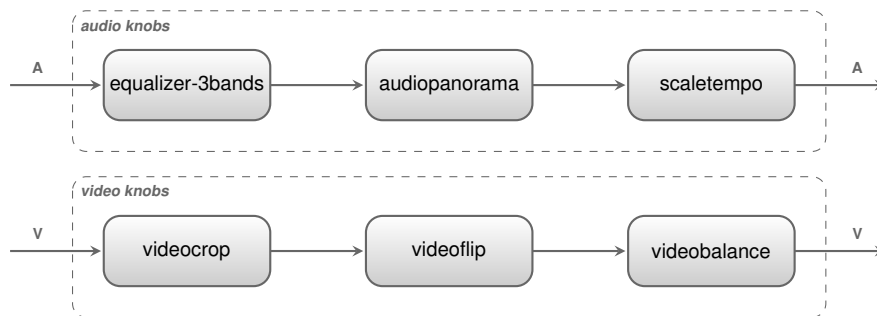 audio knobs
A
equalizer-3bands
audiopanorama
scaletempo
A
video knobs
V
videocrop
videoflip
videobalance
V